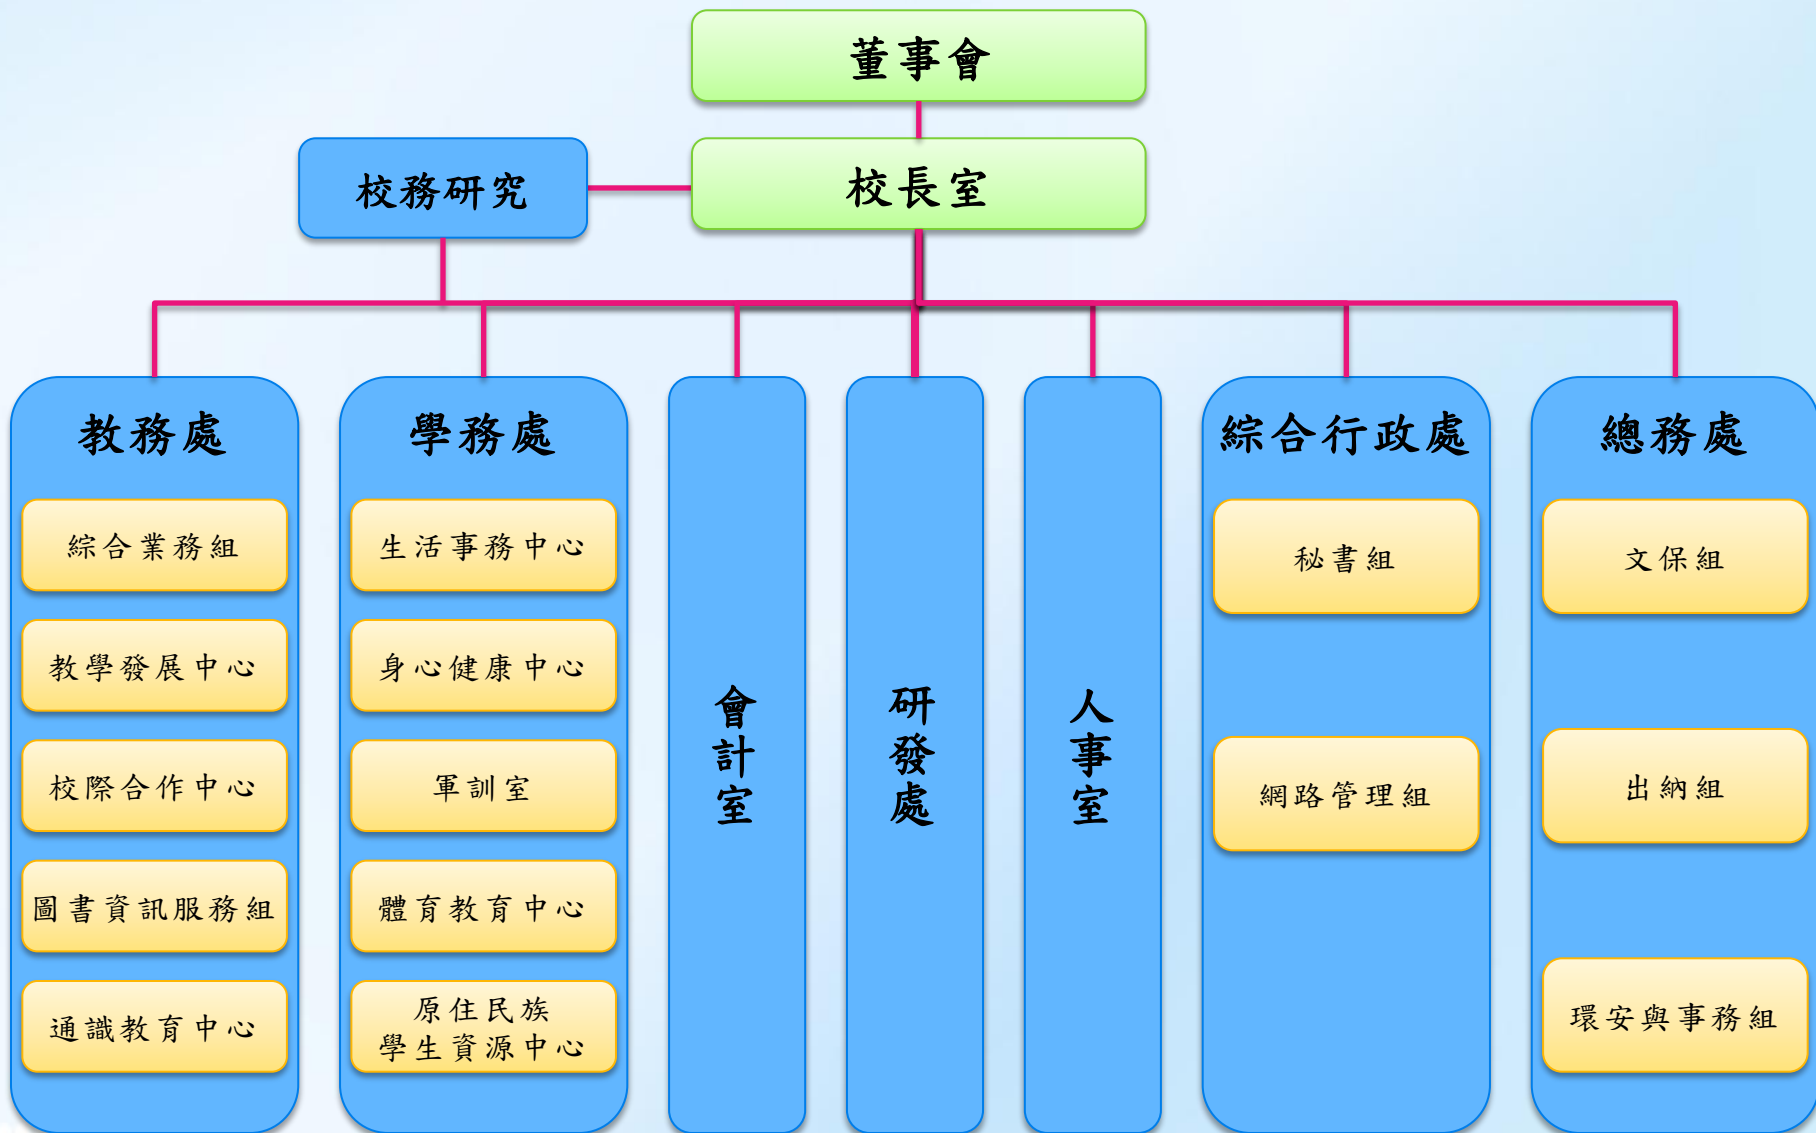 董事會
校務研究
校長室
教務處
綜合業務組
教學發展中心
校際合作中心
圖書資訊服務組
通識教育中心
學務處
生活事務中心
身心健康中心
軍訓室
體育教育中心
原住民族
學生資源中心
會計室
研發處
人事室
綜合行政處
秘書組
網路管理組
總務處
文保組
出納組
環安與事務組